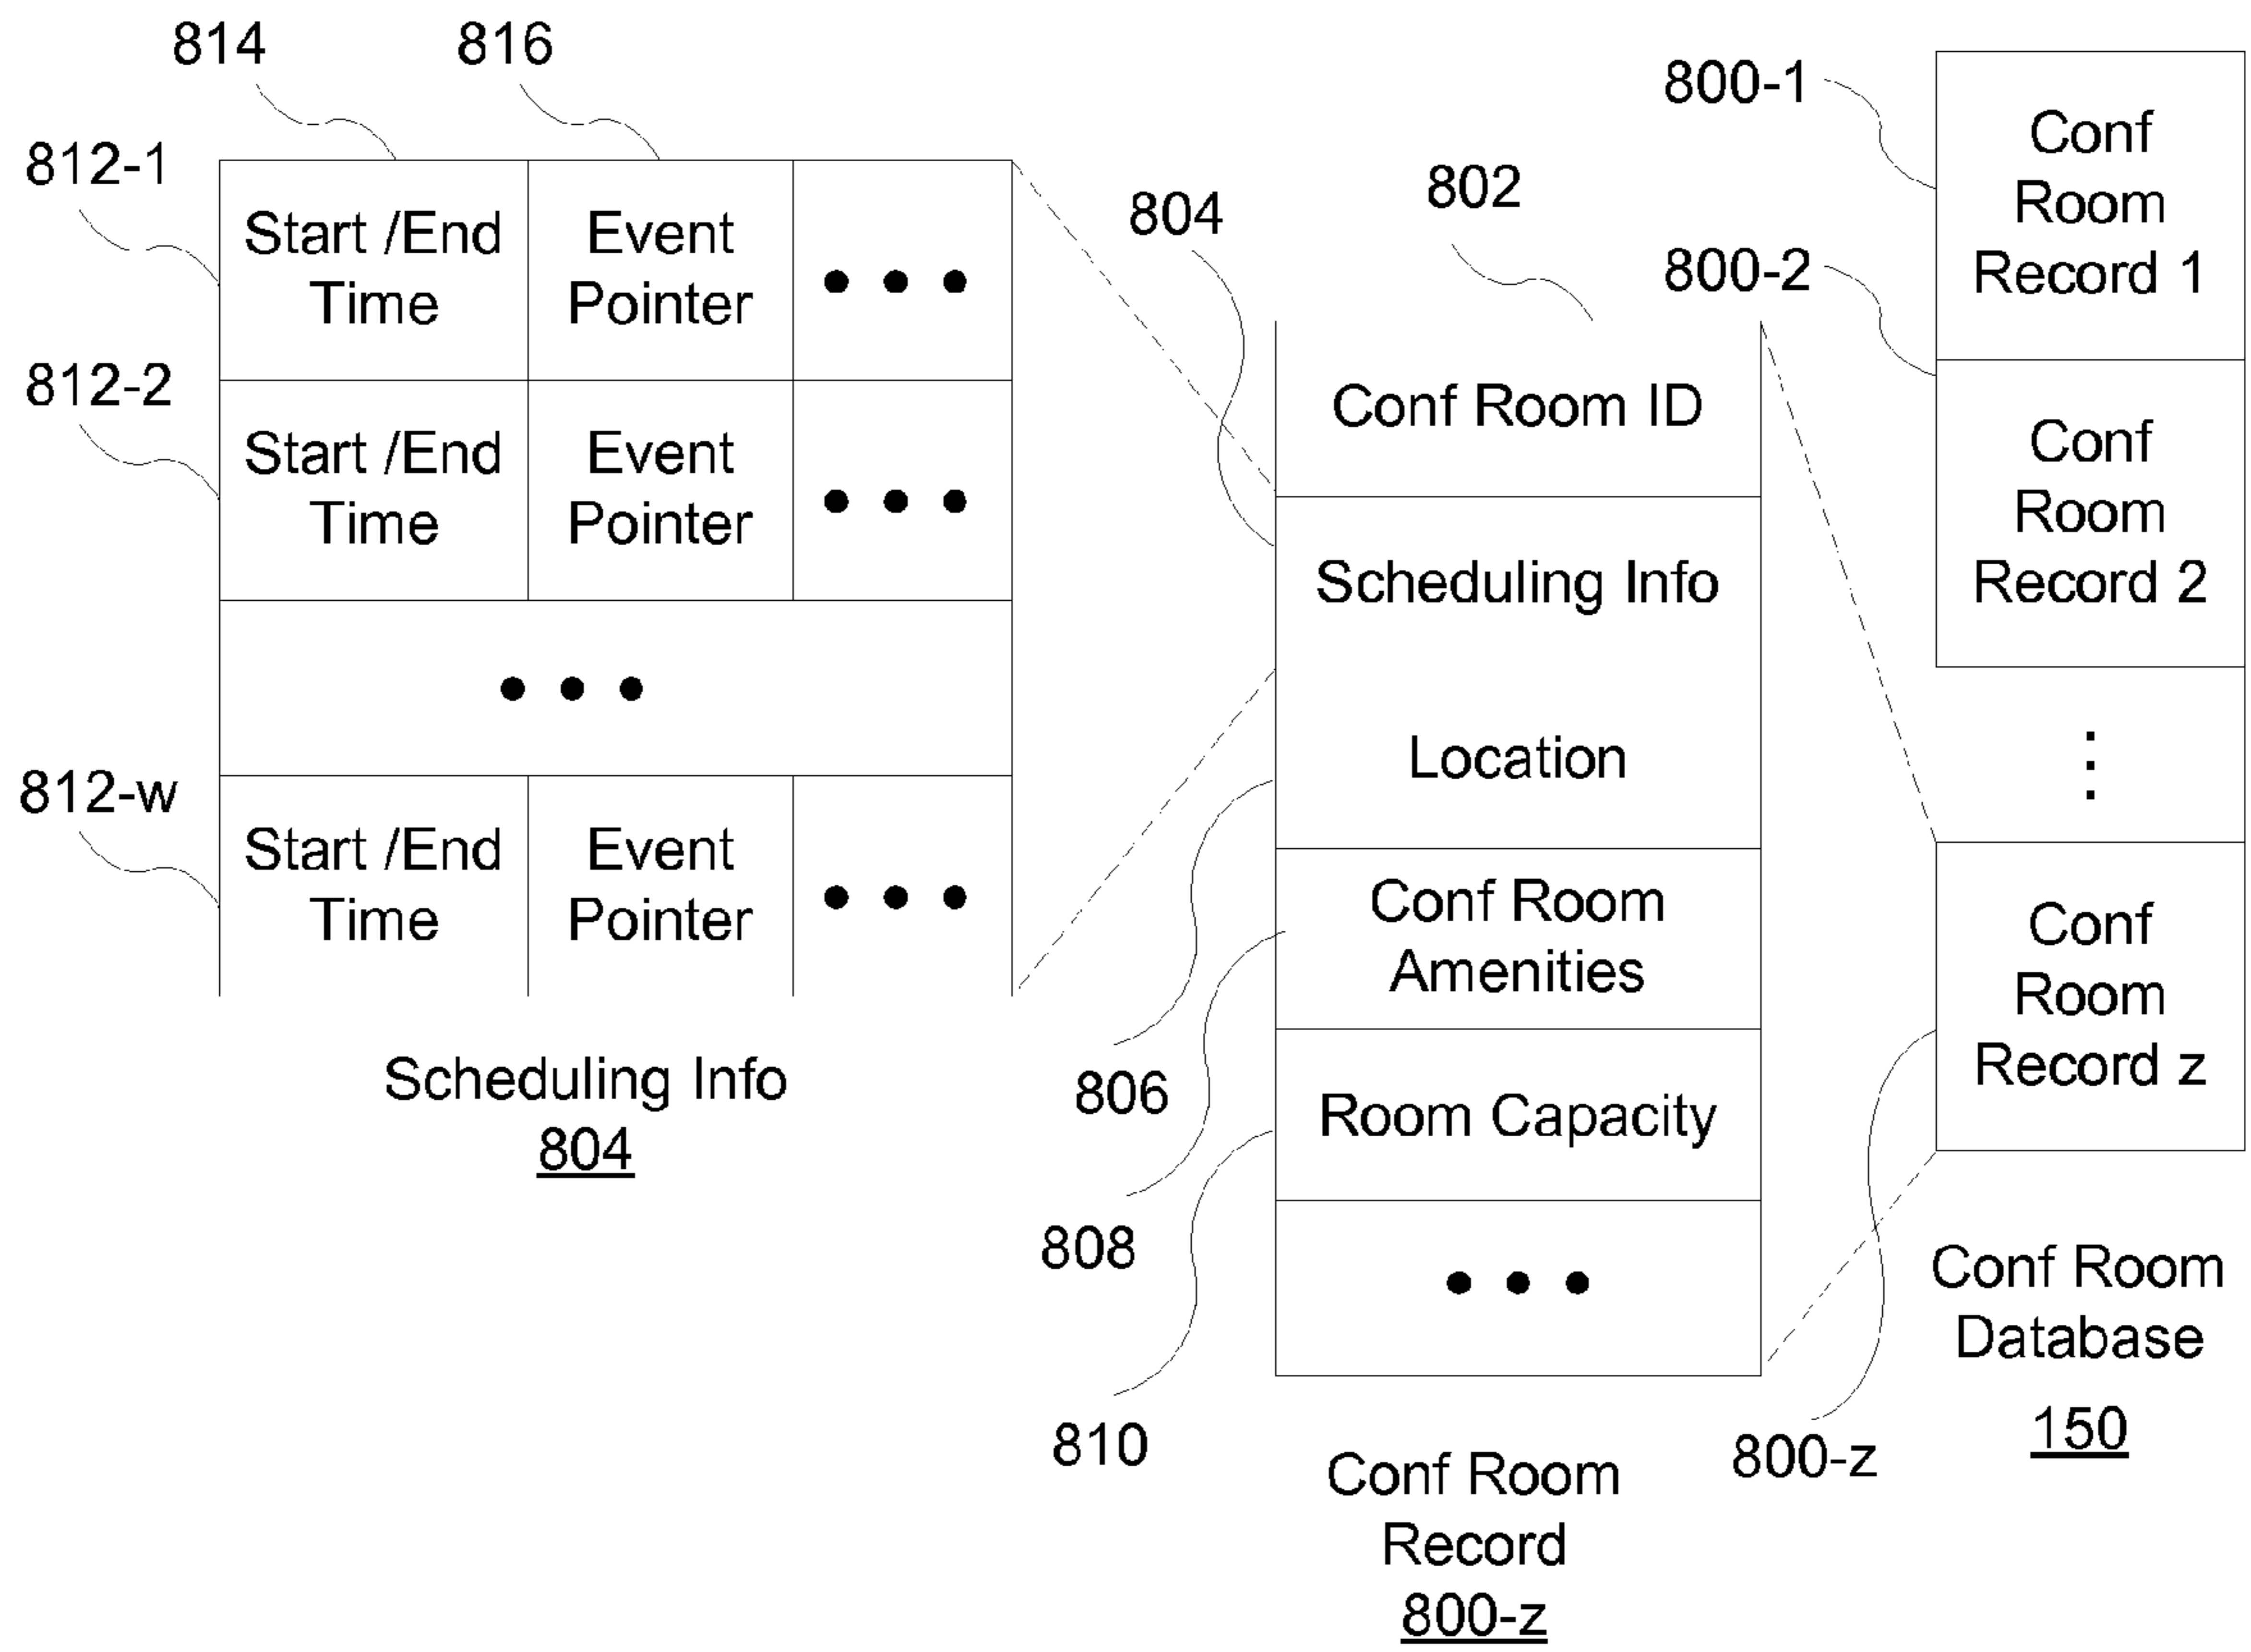 814
816
812-1
Start /End
Time
Event
Pointer
• • •
812-2
Start /End
Time
Event
Pointer
• • •
• • •
812-w
Start /End
Time
Event
Pointer
• • •
Scheduling Info
804
804
802
Conf Room ID
Scheduling Info
Location
Conf Room
Amenities
Room Capacity
• • •
806
808
810
Conf Room
Record
800-z
800-1
800-2
Conf
Room
Record 1
Conf
Room
Record 2
⋮
Conf
Room
Record z
800-z
Conf Room
Database
150